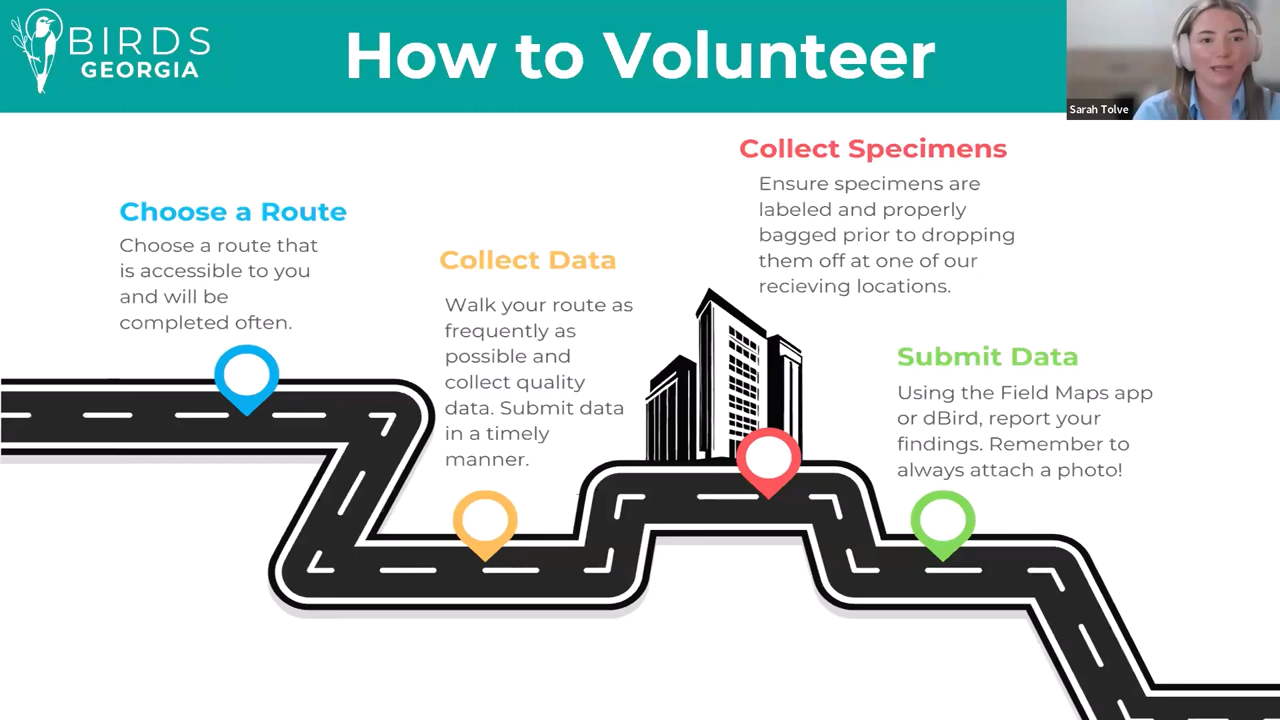 BIRDS
GEORGIA
How to Volunteer
Sarah Tolve
Choose a Route
Choose a route that
is accessible to you
and will be
completed often.
Collect Data
Walk your route as
frequently as
possible and
collect quality
data. Submit data
in a timely
manner.
Collect Specimens
Ensure specimens are
labeled and properly
bagged prior to dropping
them off at one of our
recieving locations.
Submit Data
Using the Field Maps app
or dBird, report your
findings. Remember to
always attach a photo!